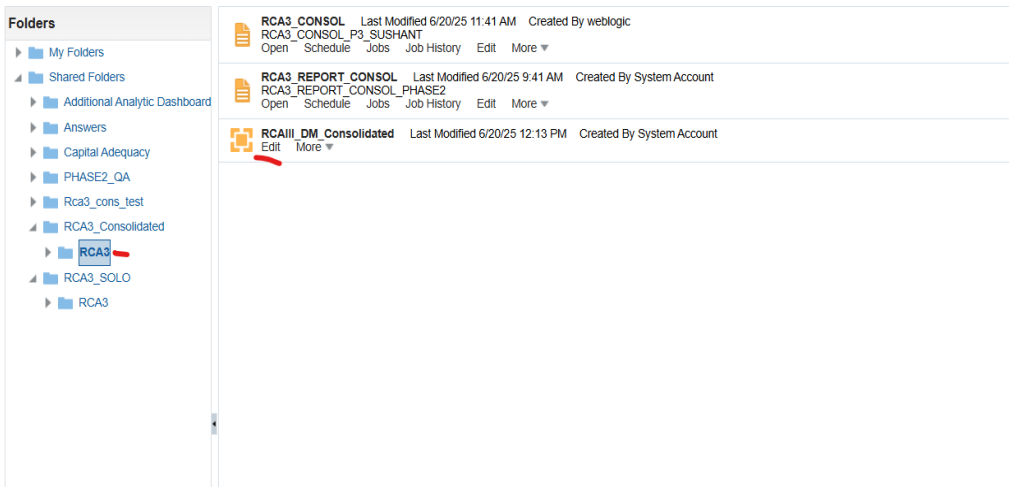 Folders
My Folders
Shared Folders
Additional Analytic Dashboard
Answers
Capital Adequacy
PHASE2_QA
Rca3_cons_test
RCA3_Consolidated
RCA3
RCA3_SOLO
RCA3
RCA3_CONSOL Last Modified 6/20/25 11:41 AM Created By weblogic
RCA3_CONSOL_P3_SUSHANT
Open Schedule Jobs Job History Edit More
RCA3_REPORT_CONSOL Last Modified 6/20/25 9:41 AM Created By System Account
RCA3_REPORT_CONSOL_PHASE2
Open Schedule Jobs Job History Edit More
RCAIII_DM_Consolidated Last Modified 6/20/25 12:13 PM Created By System Account
Edit More